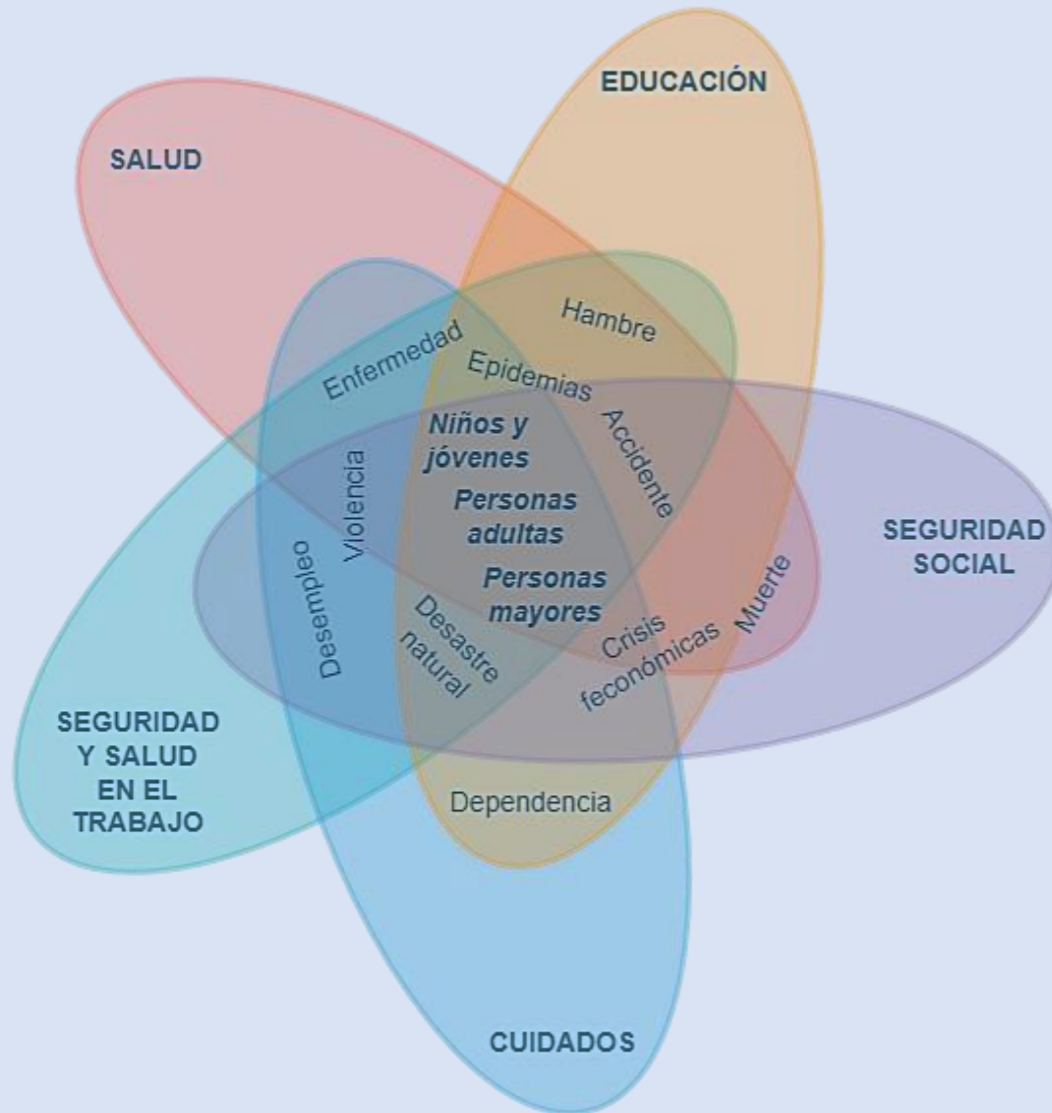 EDUCACIÓN
SALUD
Hambre
Enfermedad
Epidemias
Accidente
Niños y
jóvenes
Violencia
Personas
adultas
SEGURIDAD
SOCIAL
Desempleo
Personas
mayores
Muerte
Desastre
natural
Crisis
feconómicas
SEGURIDAD
Y SALUD
EN EL
TRABAJO
Dependencia
CUIDADOS